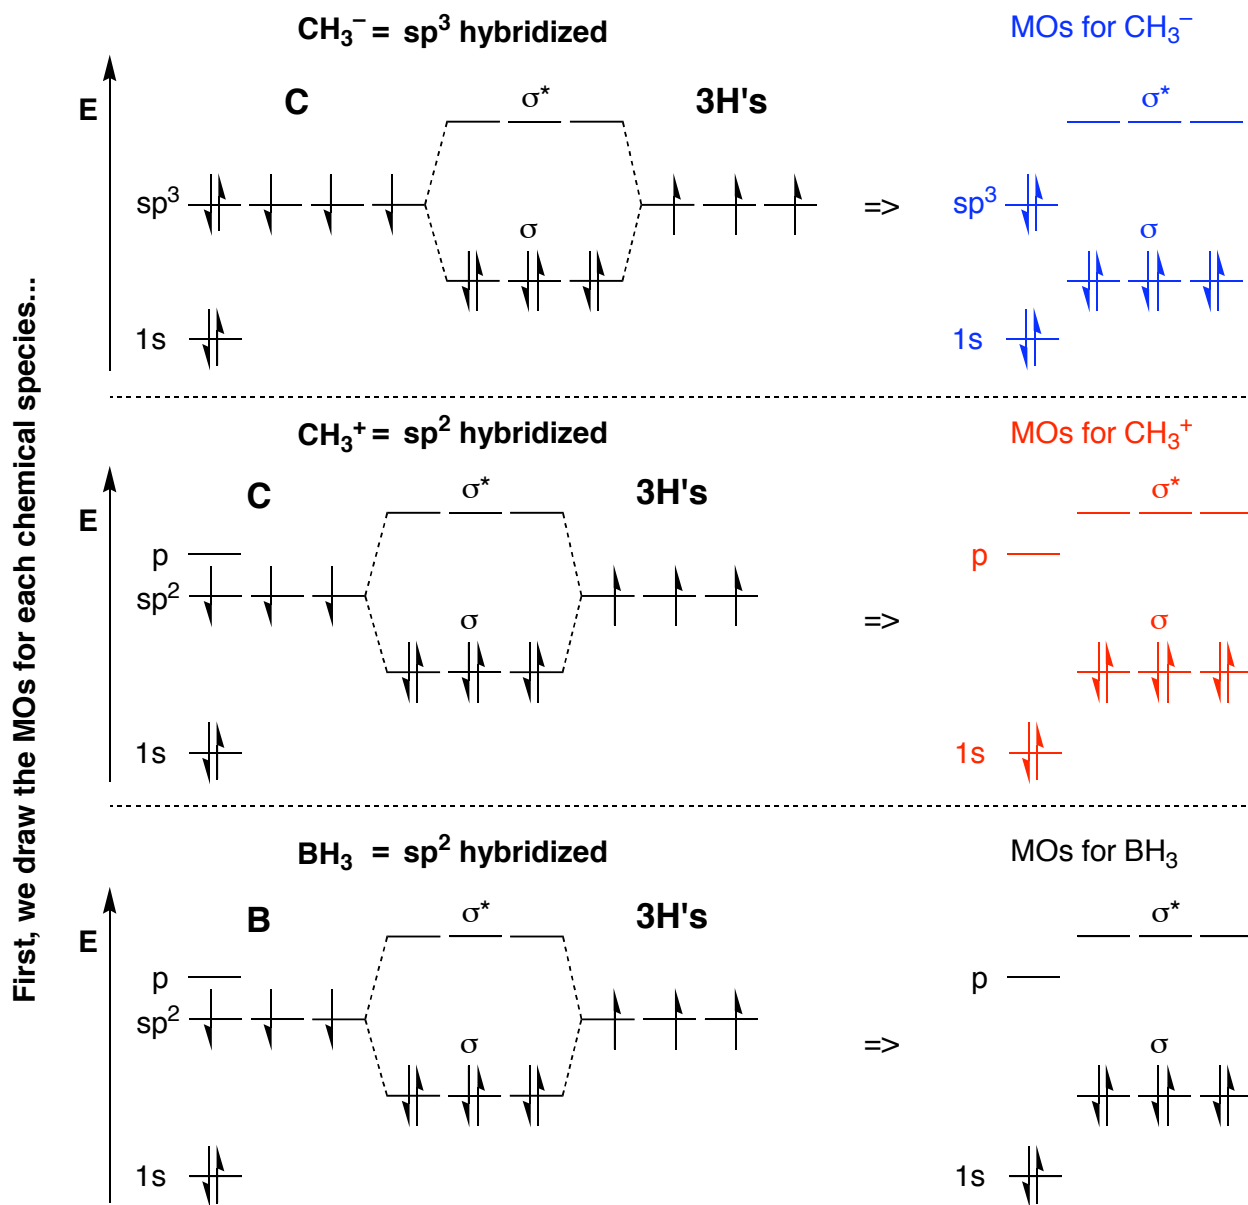 First, we draw the MOs for each chemical species...
CH₃⁻ = sp³ hybridized
MOs for CH₃⁻
E
C
σ*
3H's
σ*
sp³
=>
sp³
σ
σ
1s
1s
CH₃⁺ = sp² hybridized
MOs for CH₃⁺
E
C
σ*
3H's
σ*
p
p
sp²
σ
=>
σ
1s
1s
BH₃ = sp² hybridized
MOs for BH₃
E
B
σ*
3H's
σ*
p
p
sp²
σ
=>
σ
1s
1s